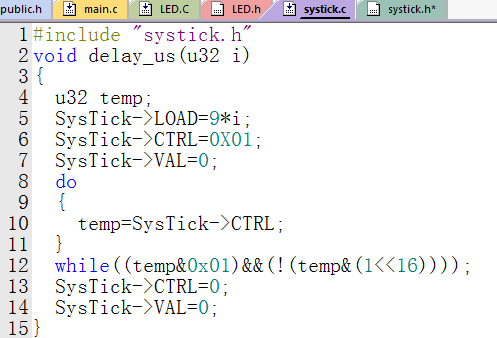 public.h main.c LED.C LED.h systick.c systick.h*
1 #include "systick.h"
2 void delay_us(u32 i)
3 {
4 u32 temp;
5 SysTick->LOAD=9*i;
6 SysTick->CTRL=0X01;
7 SysTick->VAL=0;
8 do
9 {
10 temp=SysTick->CTRL;
11 }
12 while((temp&0x01)&&(!(temp&(1<<16))));
13 SysTick->CTRL=0;
14 SysTick->VAL=0;
15 }